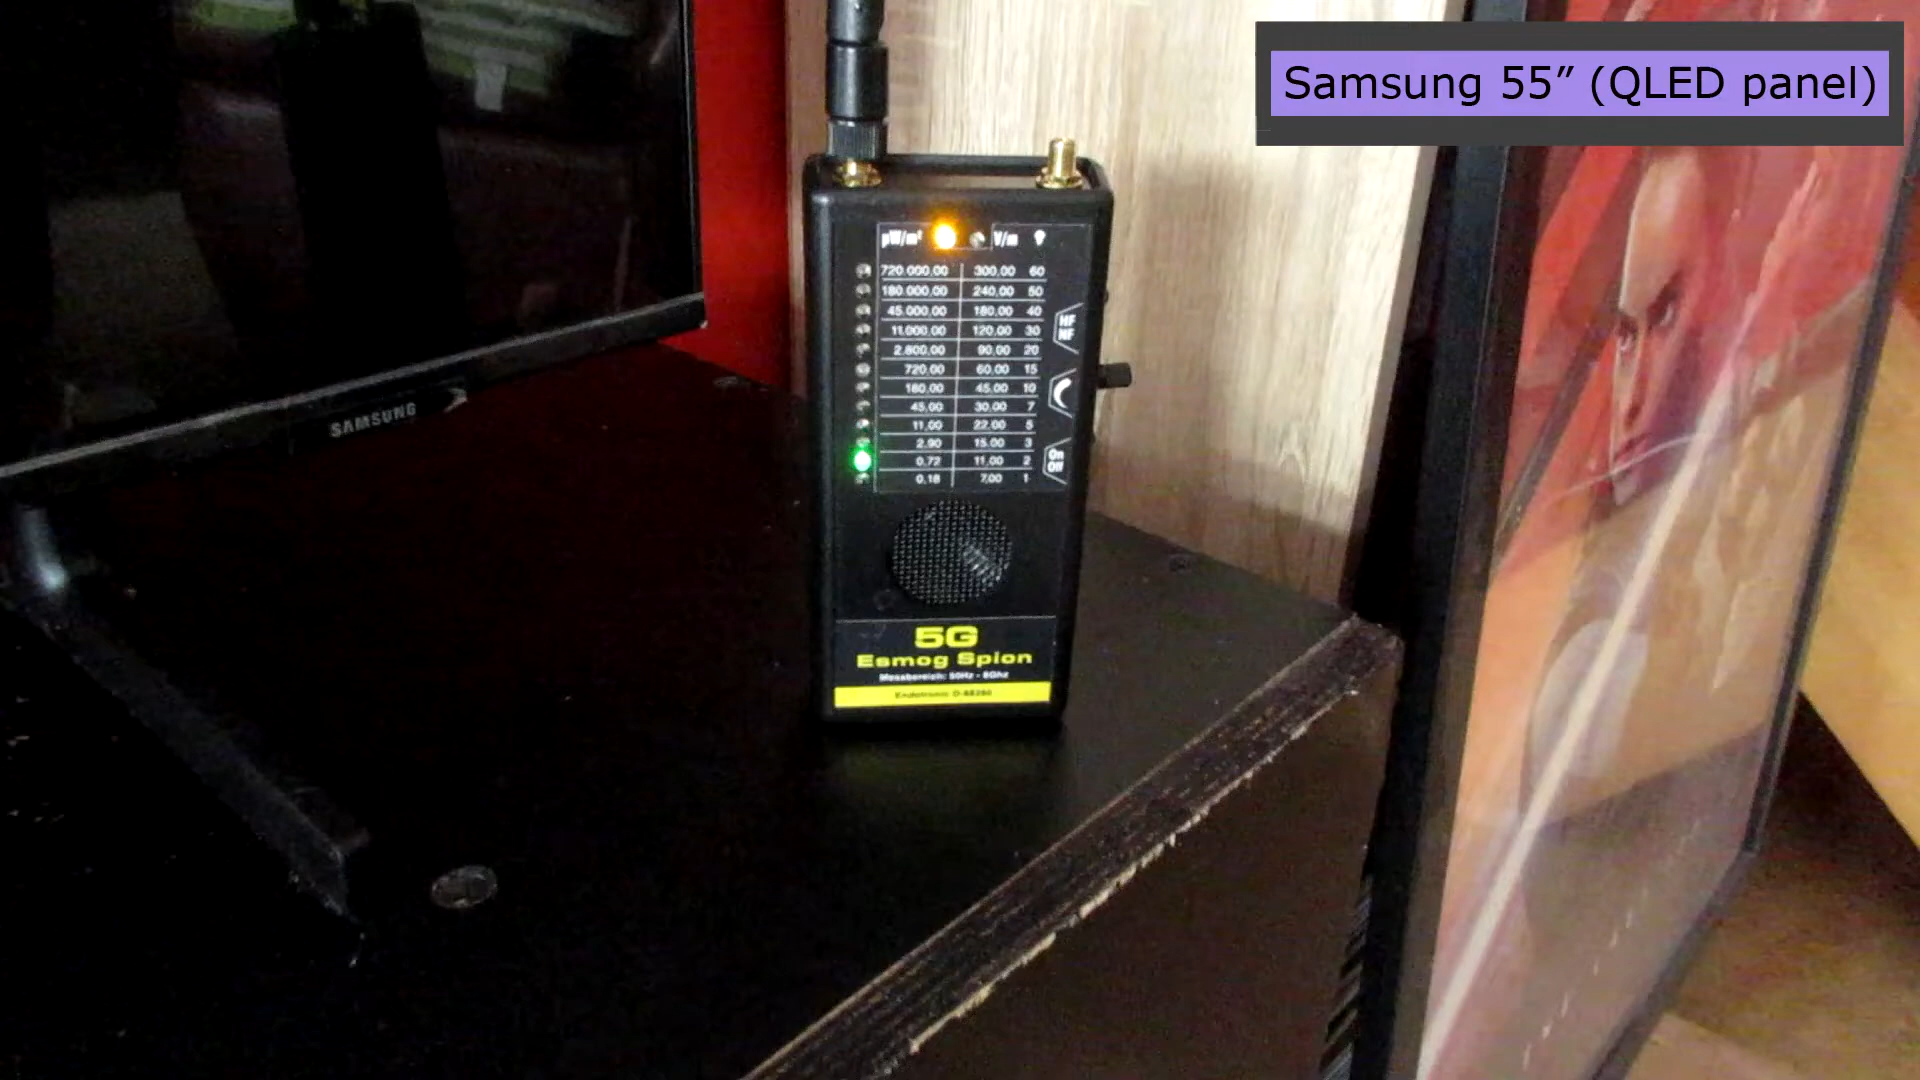 Samsung 55” (QLED panel)
SAMSUNG
µW/m² V/m
720.000,00 300,00 60
180.000,00 240,00 50
45.000,00 180,00 40
11.000,00 120,00 30
2.800,00 90,00 20
720,00 60,00 15
180,00 45,00 10
45,00 30,00 7
11,00 22,00 5
2,90 15,00 3
0,72 11,00 2
0,18 7,00 1
HF
NF
On
Off
5G
Esmog Spion
Messbereich: 50Hz - 8Ghz
Endotronic